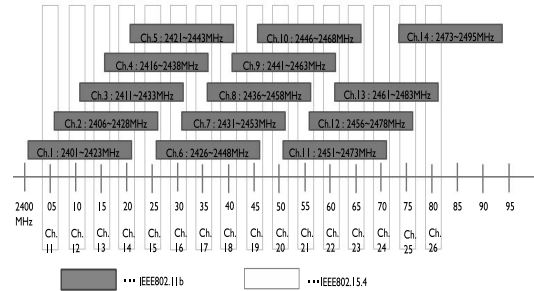 Ch.5 : 2421~2443MHz
Ch.10 : 2446~2468MHz
Ch.14 : 2473~2495MHz
Ch.4 : 2416~2438MHz
Ch.9 : 2441~2463MHz
Ch.3 : 2411~2433MHz
Ch.8 : 2436~2458MHz
Ch.13 : 2461~2483MHz
Ch.2 : 2406~2428MHz
Ch.7 : 2431~2453MHz
Ch.12 : 2456~2478MHz
Ch.1 : 2401~2423MHz
Ch.6 : 2426~2448MHz
Ch.11 : 2451~2473MHz
2400 05 10 15 20 25 30 35 40 45 50 55 60 65 70 75 80 85 90 95
MHz
Ch. Ch. Ch. Ch. Ch. Ch. Ch. Ch. Ch. Ch. Ch. Ch. Ch. Ch. Ch. Ch.
11 12 13 14 15 16 17 18 19 20 21 22 23 24 25 26
···IEEE802.11b
···IEEE802.15.4